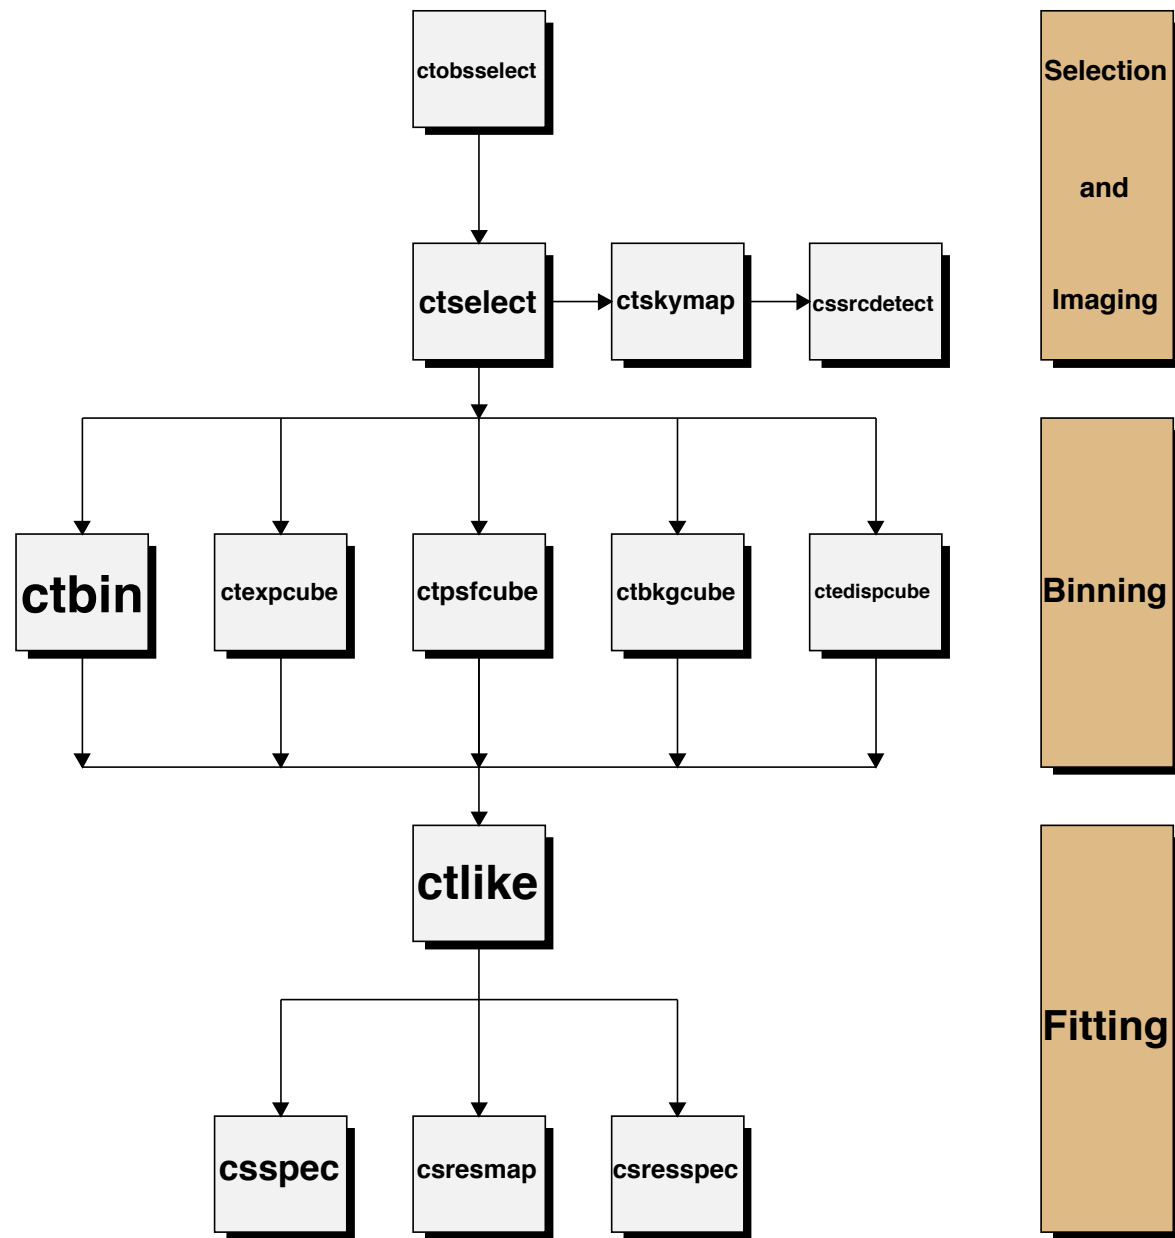 ctobsselect
Selection
and
Imaging
ctselect
ctskymap
cssrcdetect
ctbin
ctexpcube
ctpsfcube
ctbkgcube
ctedispcube
Binning
ctlike
Fitting
csspec
csresmap
csresspec